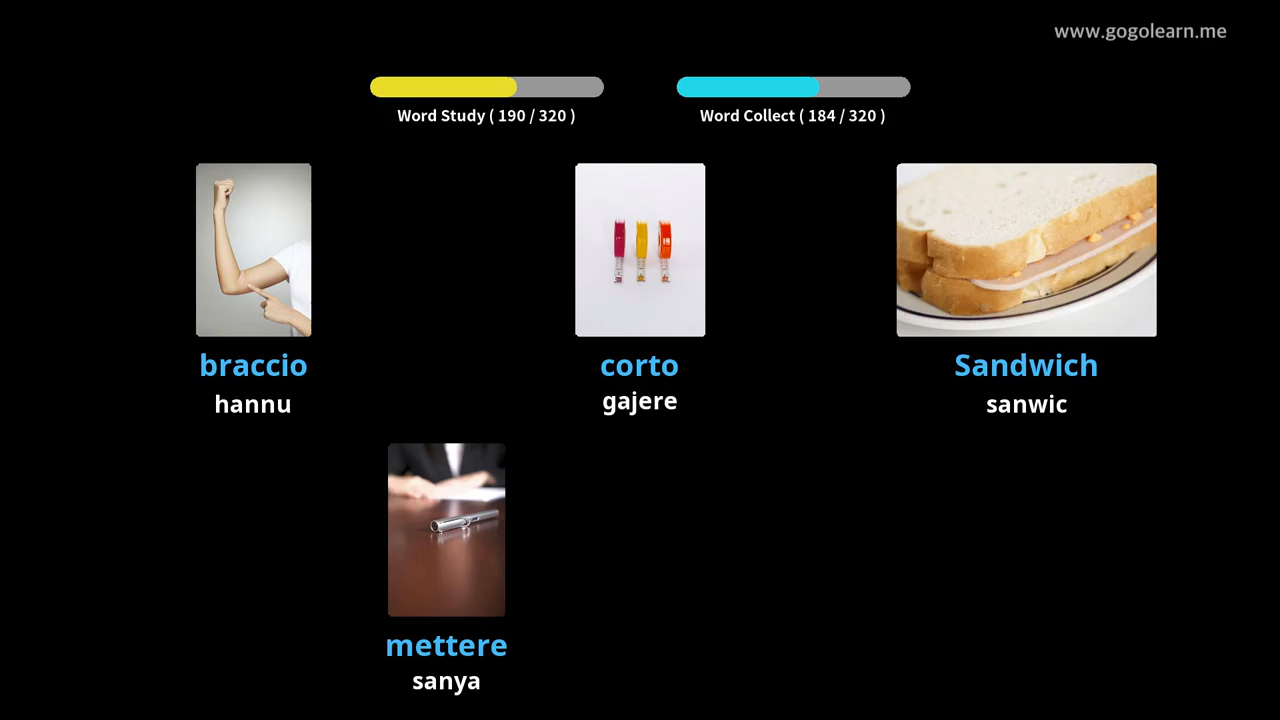 www.gogolearn.me
Word Study ( 190 / 320 )
Word Collect ( 184 / 320 )
braccio
hannu
corto
gajere
Sandwich
sanwic
mettere
sanya